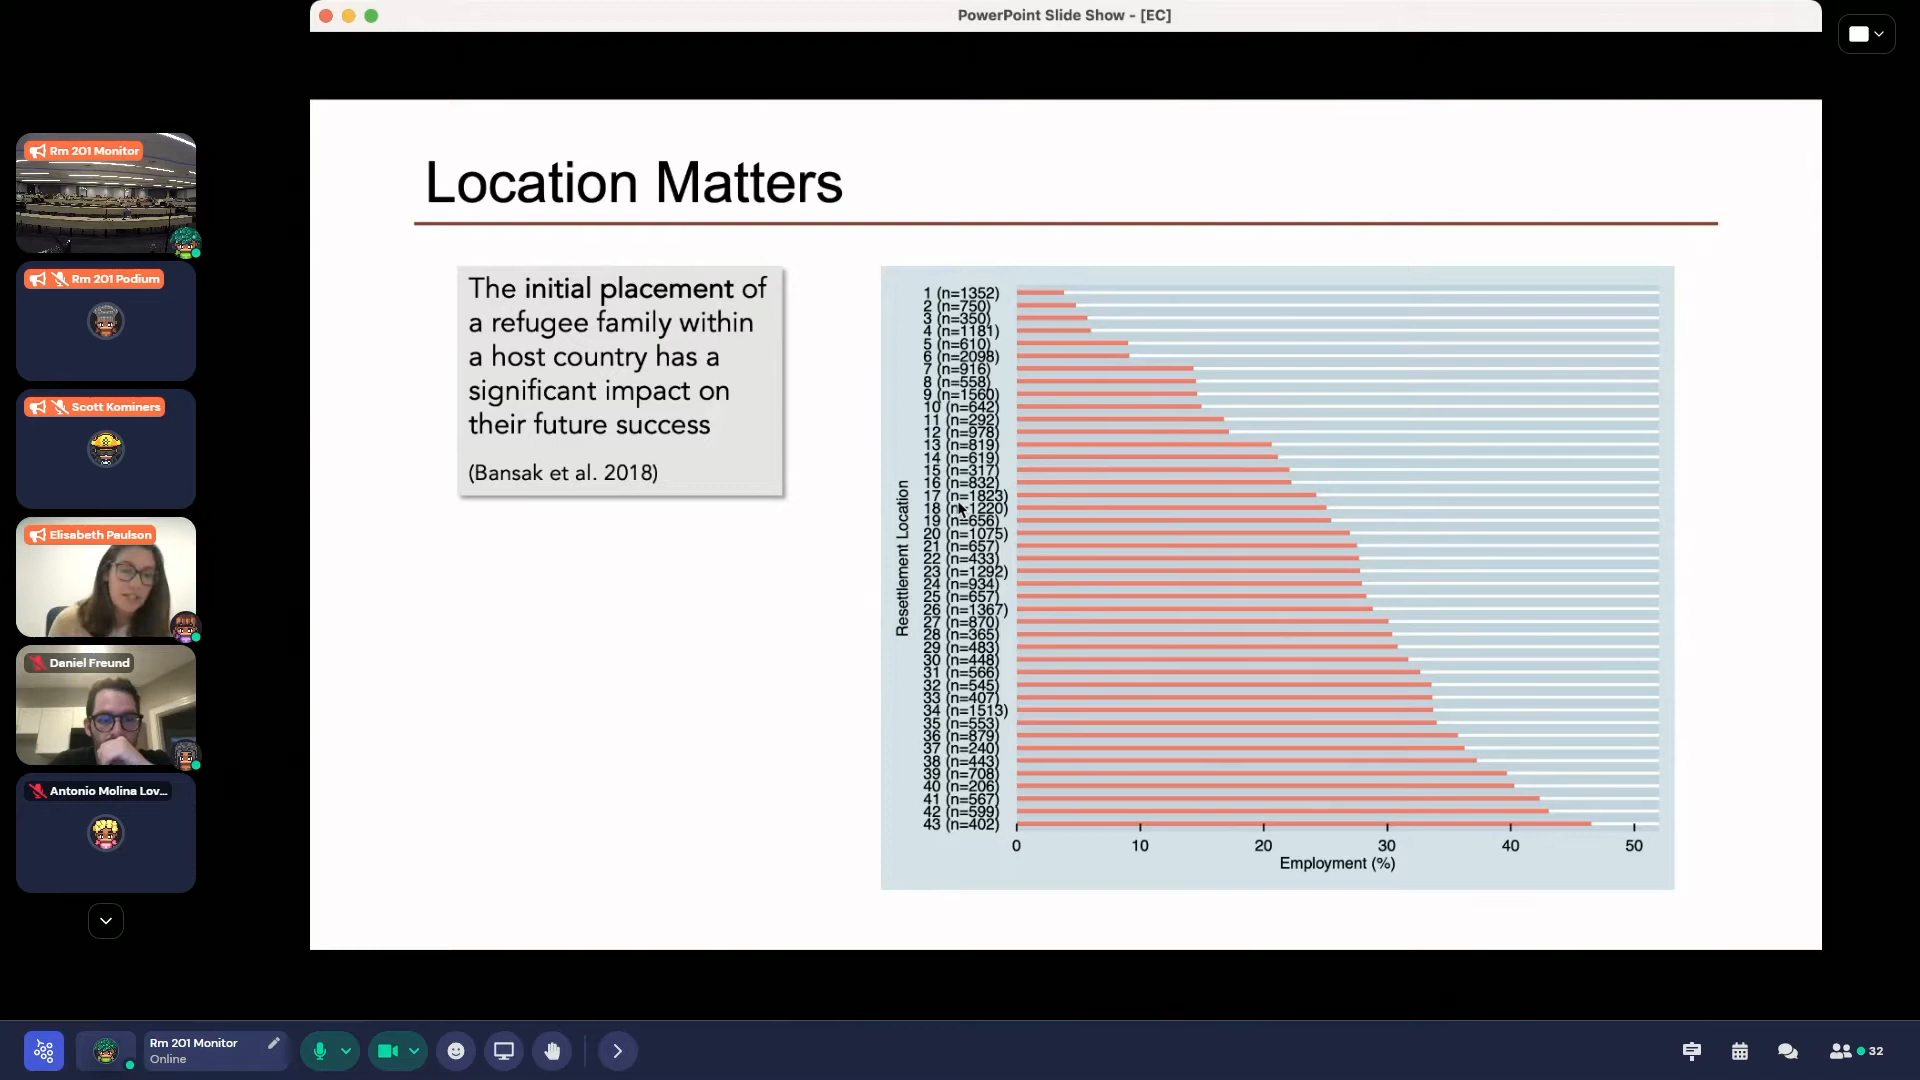 PowerPoint Slide Show - [EC]
Rm 201 Monitor
Rm 201 Podium
Scott Kominers
Elisabeth Paulson
Daniel Freund
Antonio Molina Lov...
Location Matters
The initial placement of
a refugee family within
a host country has a
significant impact on
their future success
(Bansak et al. 2018)
Resettlement Location
1 (n=1352)
2 (n=750)
3 (n=350)
4 (n=1181)
5 (n=610)
6 (n=2098)
7 (n=916)
8 (n=558)
9 (n=1560)
10 (n=642)
11 (n=292)
12 (n=978)
13 (n=819)
14 (n=619)
15 (n=317)
16 (n=832)
17 (n=1823)
18 (n=1220)
19 (n=656)
20 (n=1075)
21 (n=657)
22 (n=433)
23 (n=1292)
24 (n=934)
25 (n=657)
26 (n=1367)
27 (n=870)
28 (n=365)
29 (n=483)
30 (n=448)
31 (n=566)
32 (n=545)
33 (n=407)
34 (n=1513)
35 (n=553)
36 (n=879)
37 (n=240)
38 (n=443)
39 (n=708)
40 (n=206)
41 (n=567)
42 (n=599)
43 (n=402)
0 10 20 30 40 50
Employment (%)
Rm 201 Monitor
Online
32